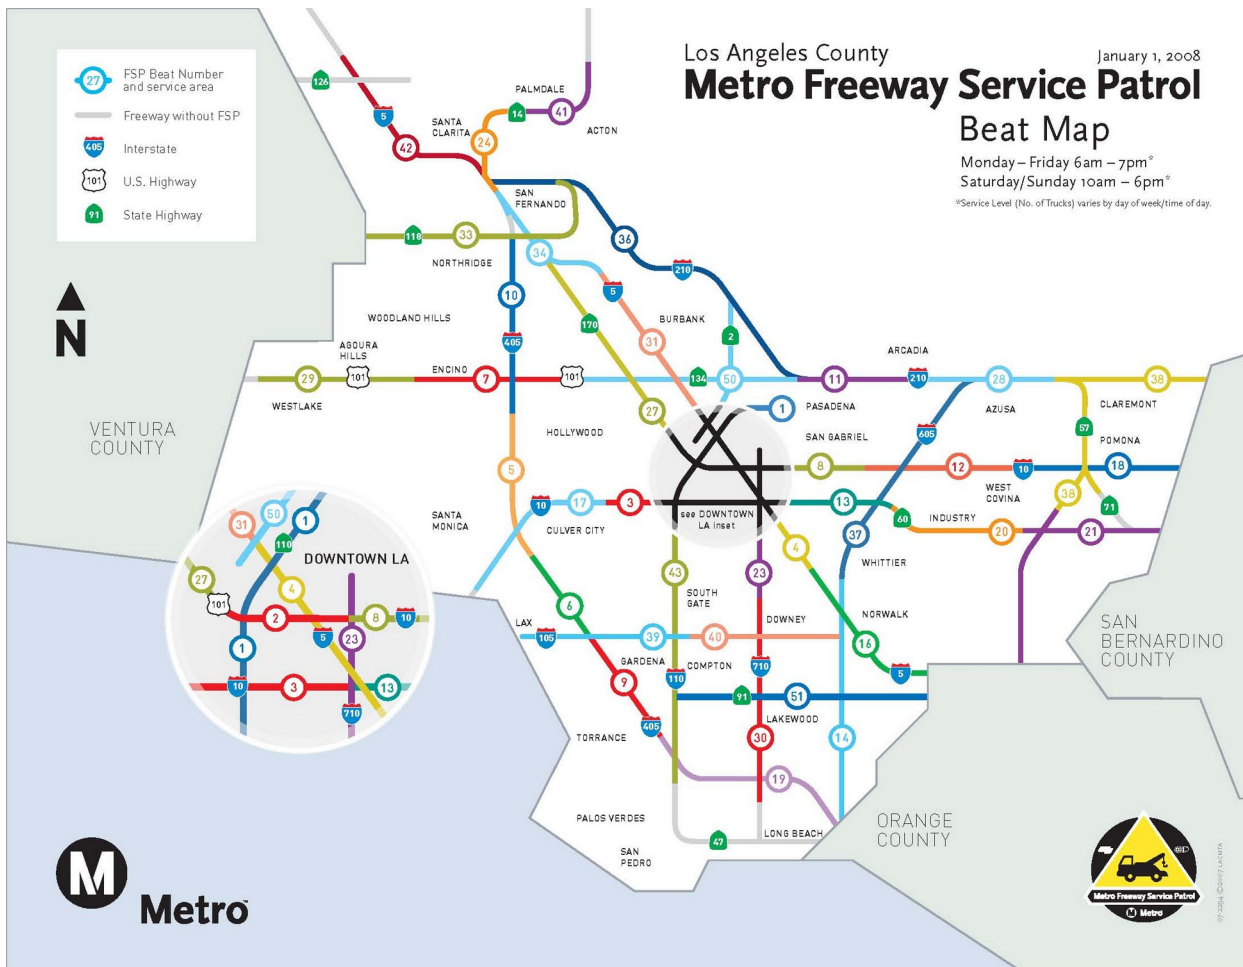 Los Angeles County
January 1, 2008
Metro Freeway Service Patrol
Beat Map
Monday – Friday 6am – 7pm*
Saturday/Sunday 10am – 6pm*
*Service Level (No. of Trucks) varies by day of week/time of day.
27
FSP Beat Number
and service area
Freeway without FSP
405
Interstate
101
U.S. Highway
91
State Highway
N
126
5
42
SANTA
CLARITA
24
14
PALMDALE
41
ACTON
SAN
FERNANDO
118
33
NORTHRIDGE
34
36
210
10
5
170
BURBANK
31
2
WOODLAND HILLS
405
AGOURA
HILLS
ARCADIA
29
101
ENCINO
7
101
134
50
11
210
28
38
WESTLAKE
27
1
PASADENA
AZUSA
CLAREMONT
VENTURA
COUNTY
HOLLYWOOD
605
57
SAN GABRIEL
POMONA
5
8
12
10
18
WEST
COVINA
38
71
SANTA
MONICA
10
17
3
CULVER CITY
see DOWNTOWN
LA inset
13
60
INDUSTRY
20
21
4
37
WHITTIER
43
23
SOUTH
GATE
6
LAX
105
39
40
DOWNEY
NORWALK
16
5
GARDENA
COMPTON
9
110
710
91
51
LAKEWOOD
405
TORRANCE
30
14
19
PALOS VERDES
47
LONG BEACH
SAN
PEDRO
SAN
BERNARDINO
COUNTY
ORANGE
COUNTY
50
31
1
110
DOWNTOWN LA
27
4
101
2
8
10
5
23
1
10
3
13
710
M
Metro
Metro Freeway Service Patrol
M Metro
07-2294 ©2007 LACMTA